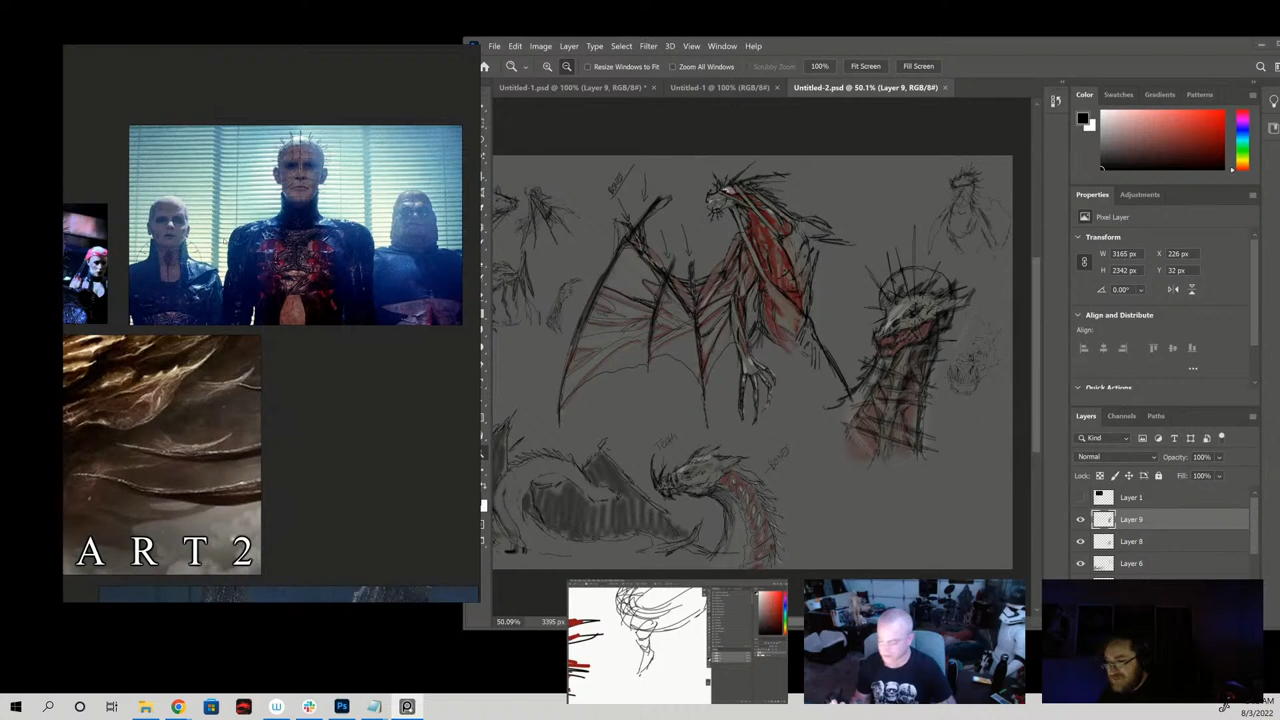 File Edit Image Layer Type Select Filter 3D View Window Help
Resize Windows to Fit Zoom All Windows Scrubby Zoom 100% Fit Screen Fill Screen
Untitled-1.psd @ 100% (Layer 9, RGB/8#) * × Untitled-1 @ 100% (RGB/8#) × Untitled-2.psd @ 50.1% (Layer 9, RGB/8#) ×
Color Swatches Gradients Patterns
Properties Adjustments
Pixel Layer
Transform
W 3165 px X 226 px
H 2342 px Y 32 px
0.00°
Align and Distribute
Align:
Quick Actions
Layers Channels Paths
Kind
Normal Opacity: 100%
Lock: Fill: 100%
Layer 1
Layer 9
Layer 8
Layer 6
ART2
50.09% 3395 px
8/3/2022